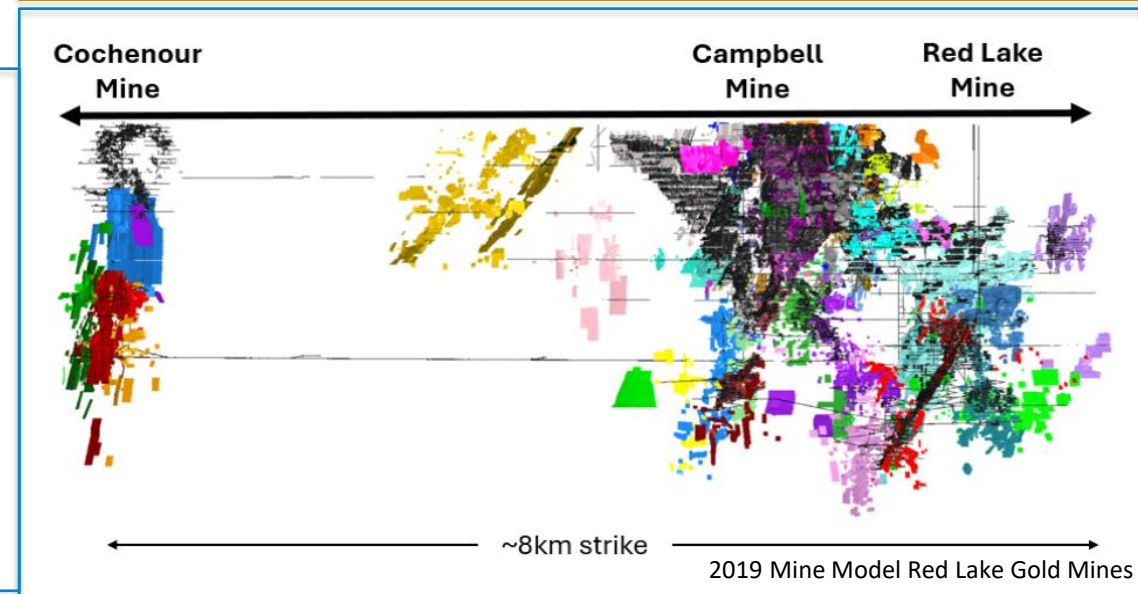 Cochenour
Mine
Campbell
Mine
Red Lake
Mine
~8km strike
2019 Mine Model Red Lake Gold Mines